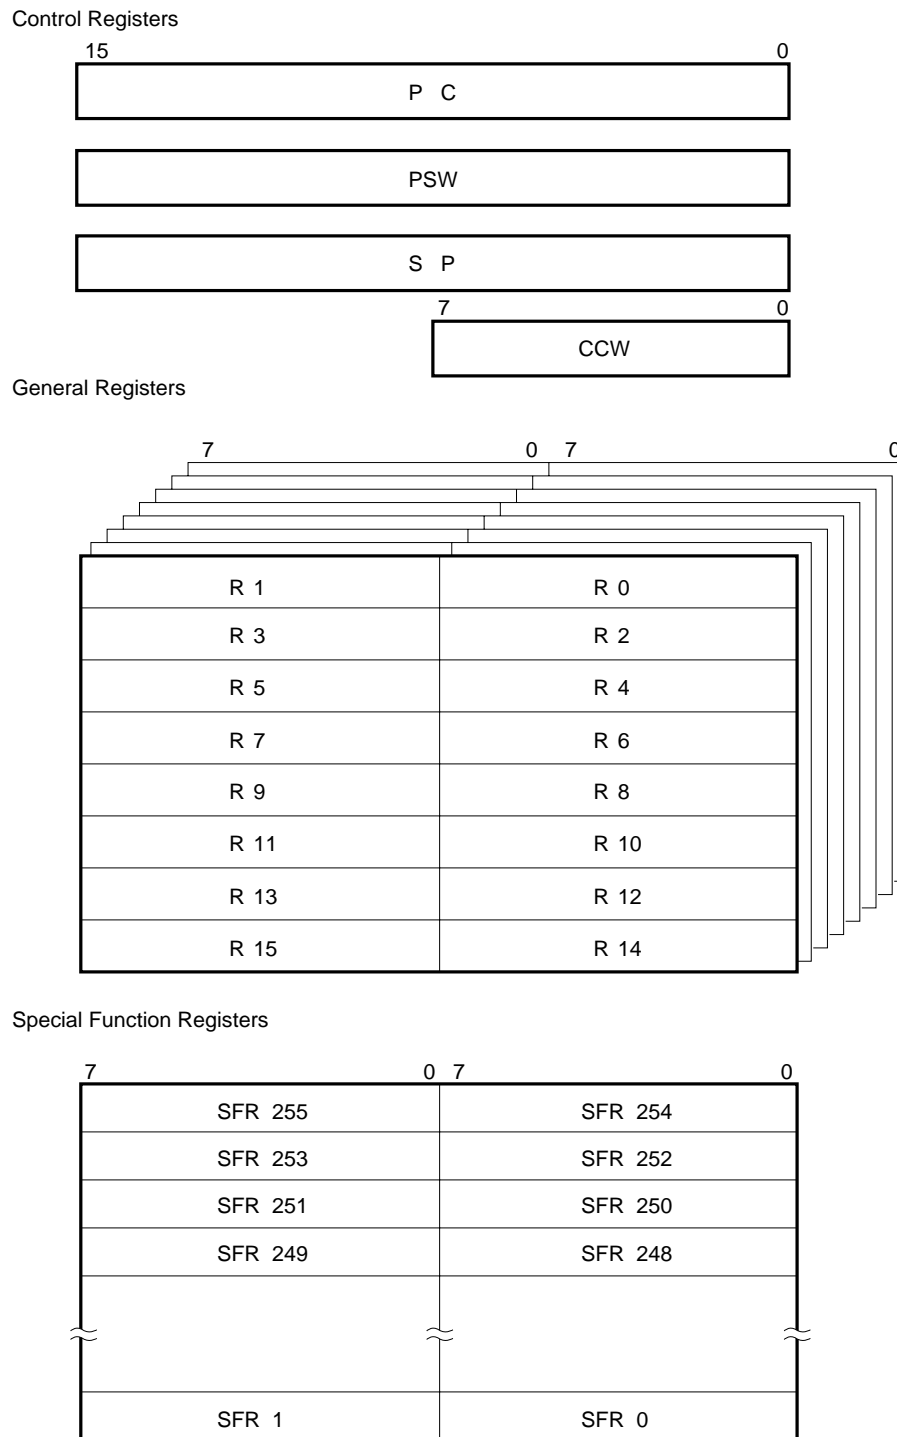 Control Registers
15 0
P C
PSW
S P
7 0
CCW
General Registers
7 0 7 0
R 1 R 0
R 3 R 2
R 5 R 4
R 7 R 6
R 9 R 8
R 11 R 10
R 13 R 12
R 15 R 14
Special Function Registers
7 0 7 0
SFR 255 SFR 254
SFR 253 SFR 252
SFR 251 SFR 250
SFR 249 SFR 248
SFR 1 SFR 0